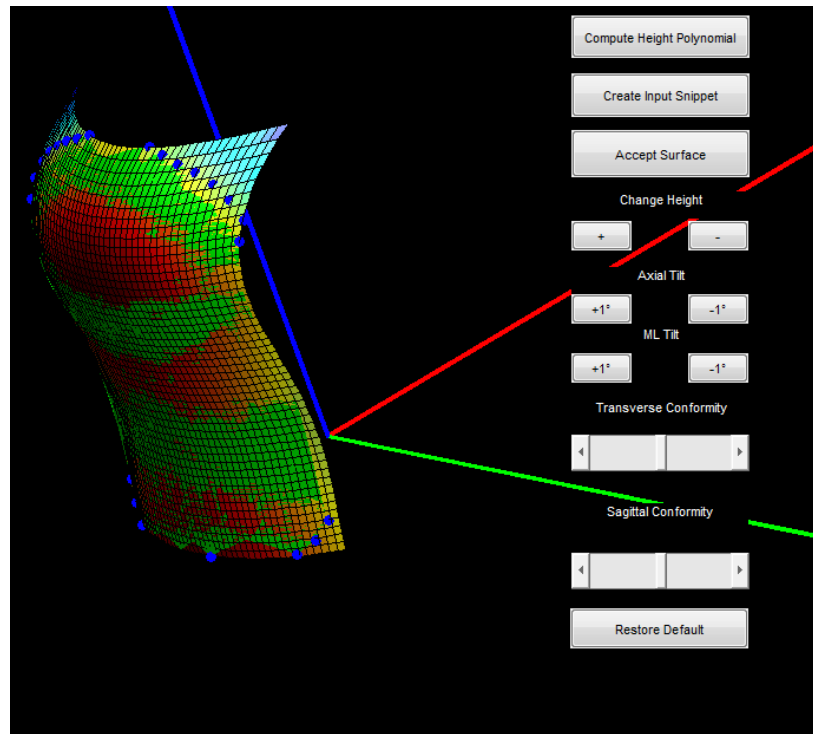 Compute Height Polynomial
Create Input Snippet
Accept Surface
Change Height
+ -
Axial Tilt
+1° -1°
ML Tilt
+1° -1°
Transverse Conformity
Sagittal Conformity
Restore Default